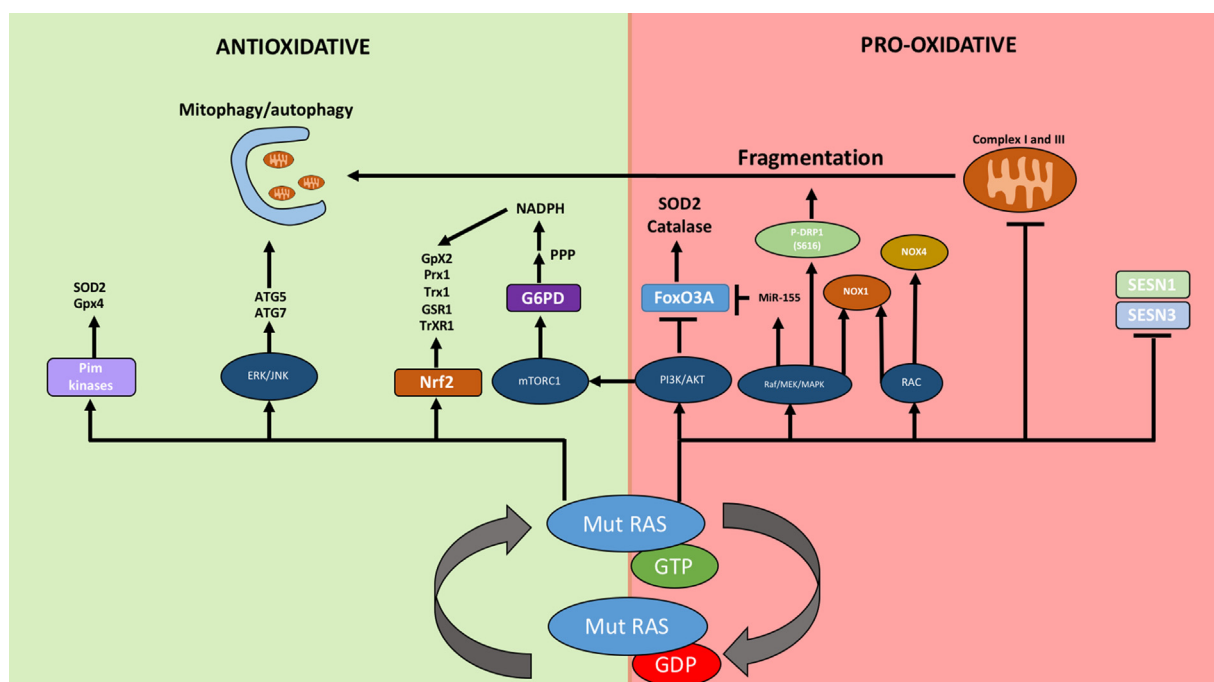 ANTIOXIDATIVE
PRO-OXIDATIVE
Mitophagy/autophagy
Complex I and III
Fragmentation
NADPH
SOD2
Catalase
P-DRP1
(S616)
NOX4
PPP
GpX2
Prx1
Trx1
GSR1
TrXR1
SOD2
Gpx4
ATG5
ATG7
G6PD
FoxO3A
MiR-155
NOX1
SESN1
SESN3
Pim
kinases
ERK/JNK
Nrf2
mTORC1
PI3K/AKT
Raf/MEK/MAPK
RAC
Mut RAS
GTP
Mut RAS
GDP